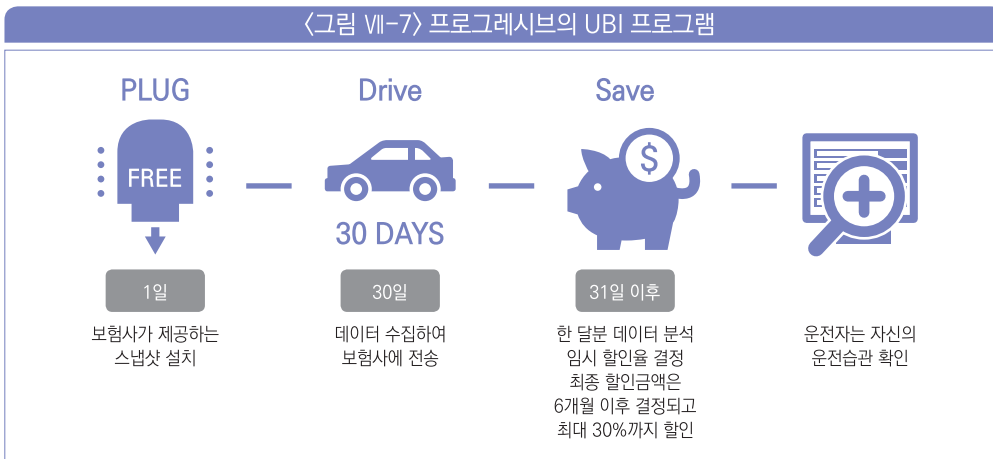 〈그림 Ⅶ-7〉 프로그레시브의 UBI 프로그램
PLUG
FREE
1일
보험사가 제공하는
스냅샷 설치
Drive
30 DAYS
30일
데이터 수집하여
보험사에 전송
Save
$
31일 이후
한 달분 데이터 분석
임시 할인율 결정
최종 할인금액은
6개월 이후 결정되고
최대 30%까지 할인
운전자는 자신의
운전습관 확인